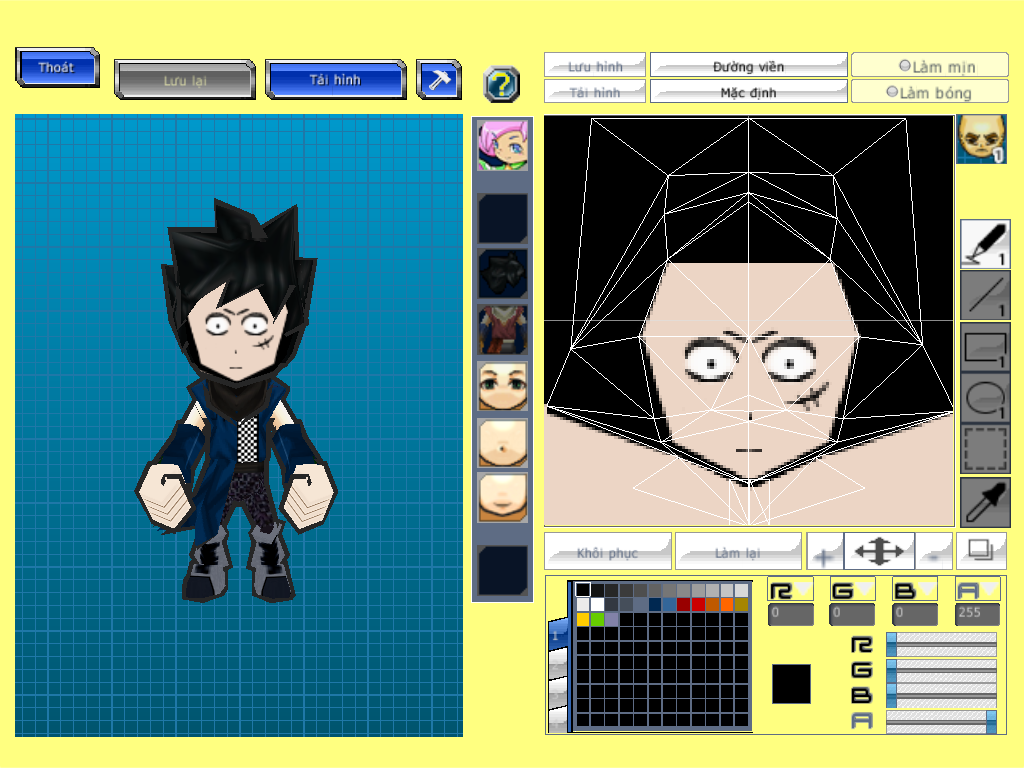 Thoát
Lưu lại
Tải hình
?
Lưu hình
Đường viền
Làm mịn
Tải hình
Mặc định
Làm bóng
1
1
1
1
1
Khôi phục
Làm lại
+
-
R
G
B
A
0
0
0
255
1
R
G
B
A